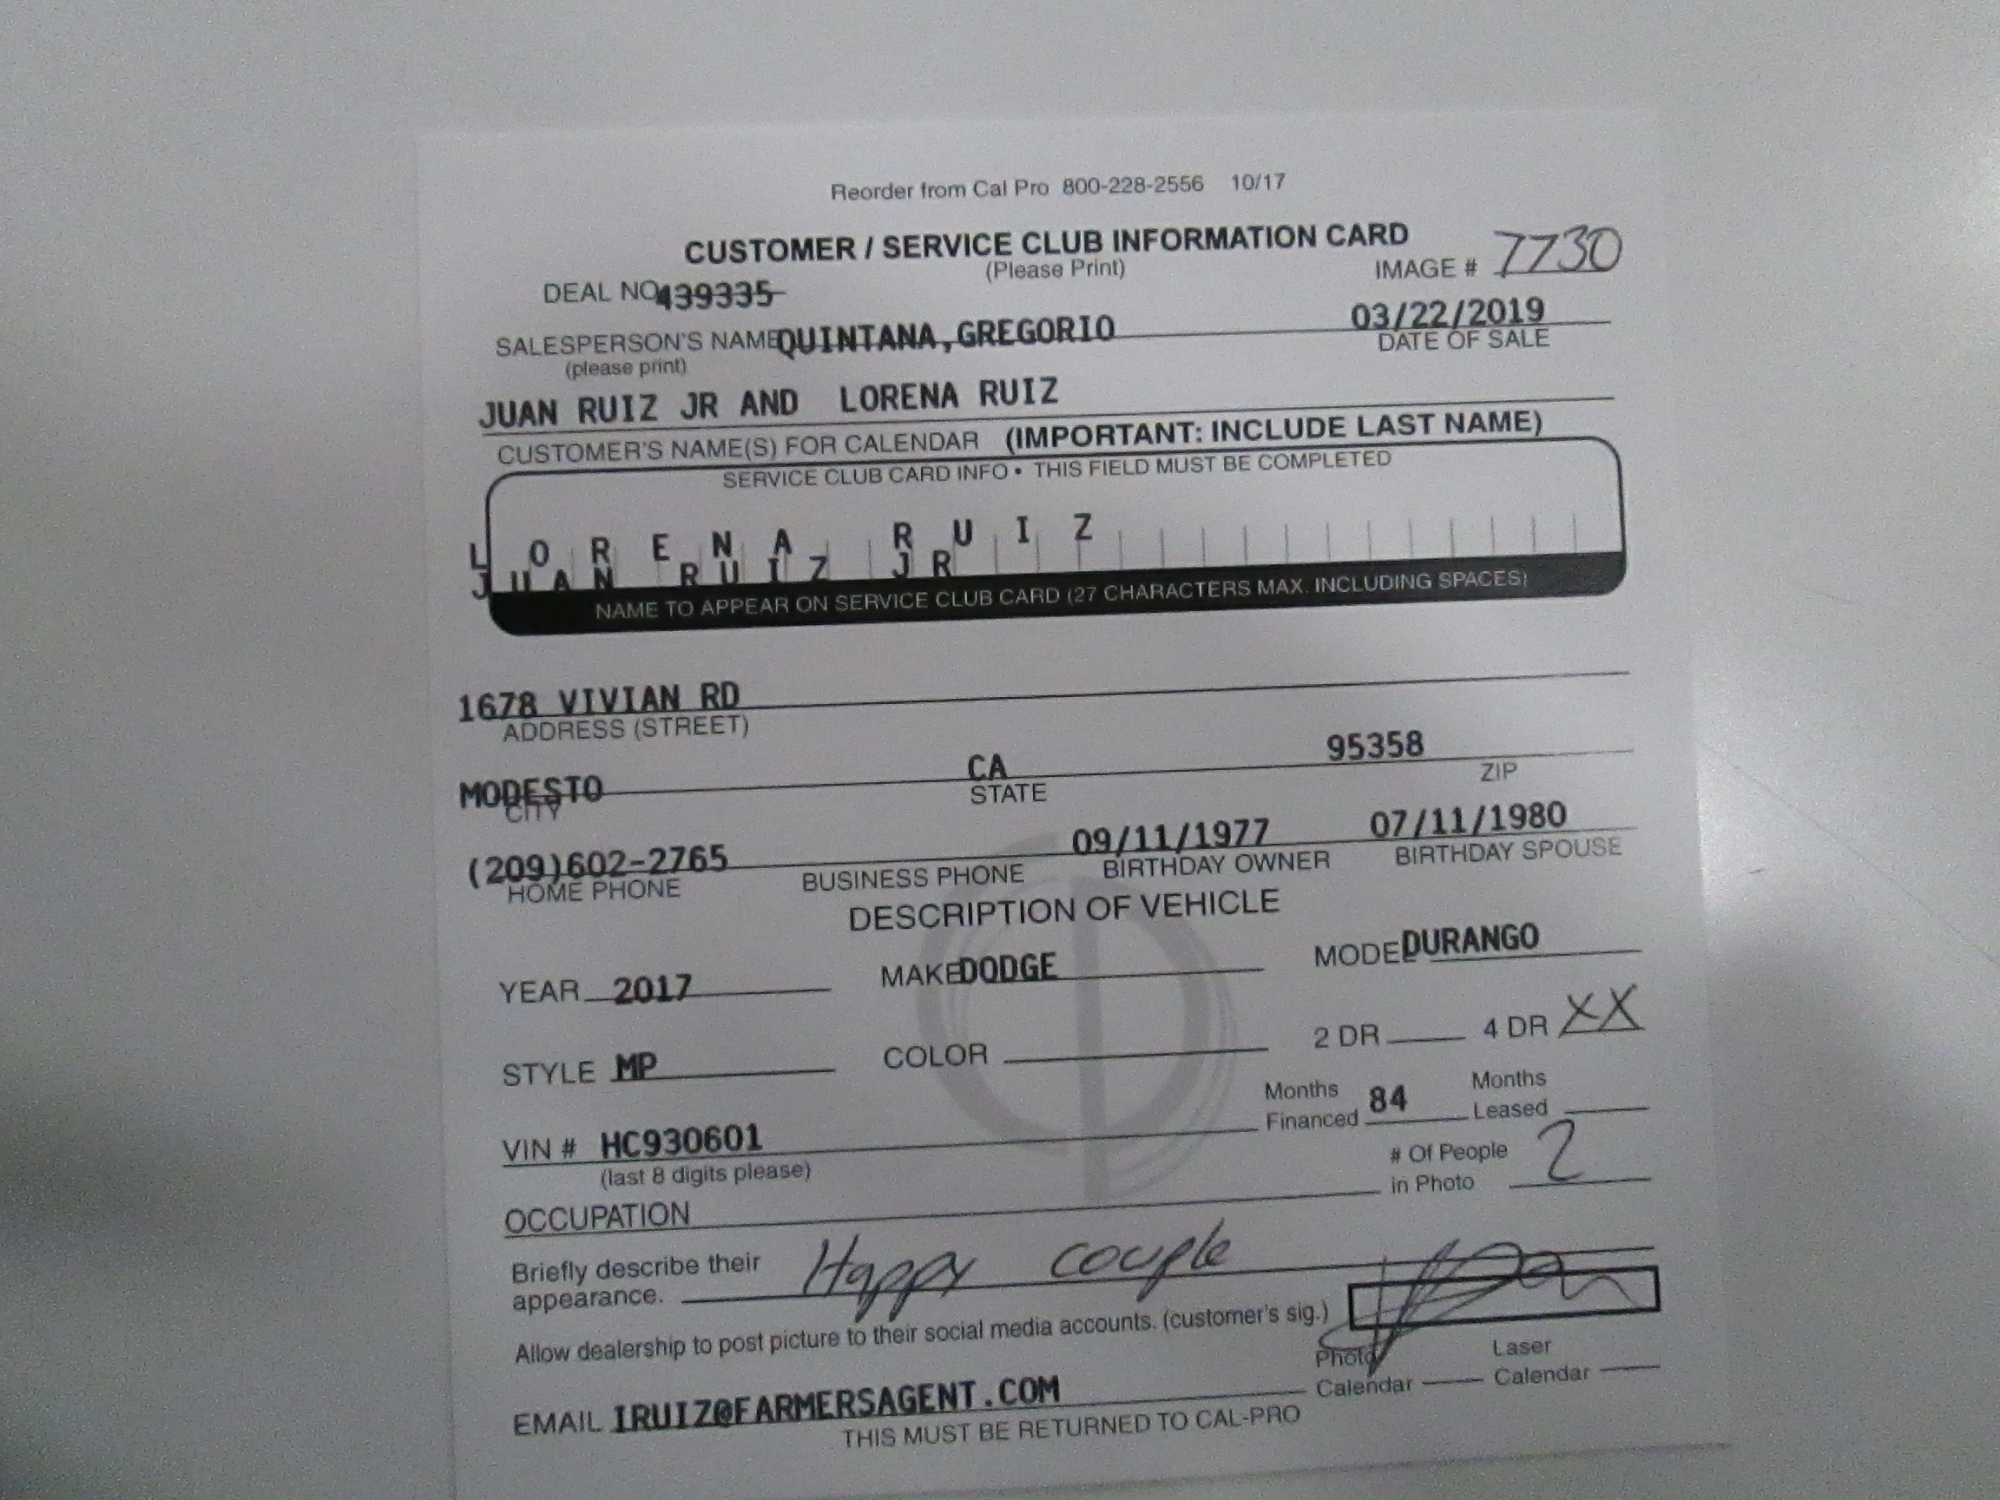 Reorder from Cal Pro 800-228-2556 10/17
CUSTOMER / SERVICE CLUB INFORMATION CARD
(Please Print)
IMAGE # 7730
DEAL NO 439335
SALESPERSON'S NAME QUINTANA,GREGORIO 03/22/2019
(please print) DATE OF SALE
JUAN RUIZ JR AND LORENA RUIZ
CUSTOMER'S NAME(S) FOR CALENDAR (IMPORTANT: INCLUDE LAST NAME)
SERVICE CLUB CARD INFO • THIS FIELD MUST BE COMPLETED
LORENA RUIZ
JUAN RUIZ JR
NAME TO APPEAR ON SERVICE CLUB CARD (27 CHARACTERS MAX. INCLUDING SPACES)
1678 VIVIAN RD
ADDRESS (STREET)
MODESTO CA 95358
CITY STATE ZIP
(209)602-2765 09/11/1977 07/11/1980
HOME PHONE BUSINESS PHONE BIRTHDAY OWNER BIRTHDAY SPOUSE
DESCRIPTION OF VEHICLE
YEAR 2017 MAKE DODGE MODEL DURANGO
STYLE MP COLOR 2 DR 4 DR XX
Months Financed 84 Months Leased
VIN # HC930601
(last 8 digits please)
# Of People in Photo 2
OCCUPATION
Briefly describe their appearance. Happy couple
Allow dealership to post picture to their social media accounts. (customer's sig.)
Photo Calendar Laser Calendar
EMAIL IRUIZ@FARMERSAGENT.COM
THIS MUST BE RETURNED TO CAL-PRO